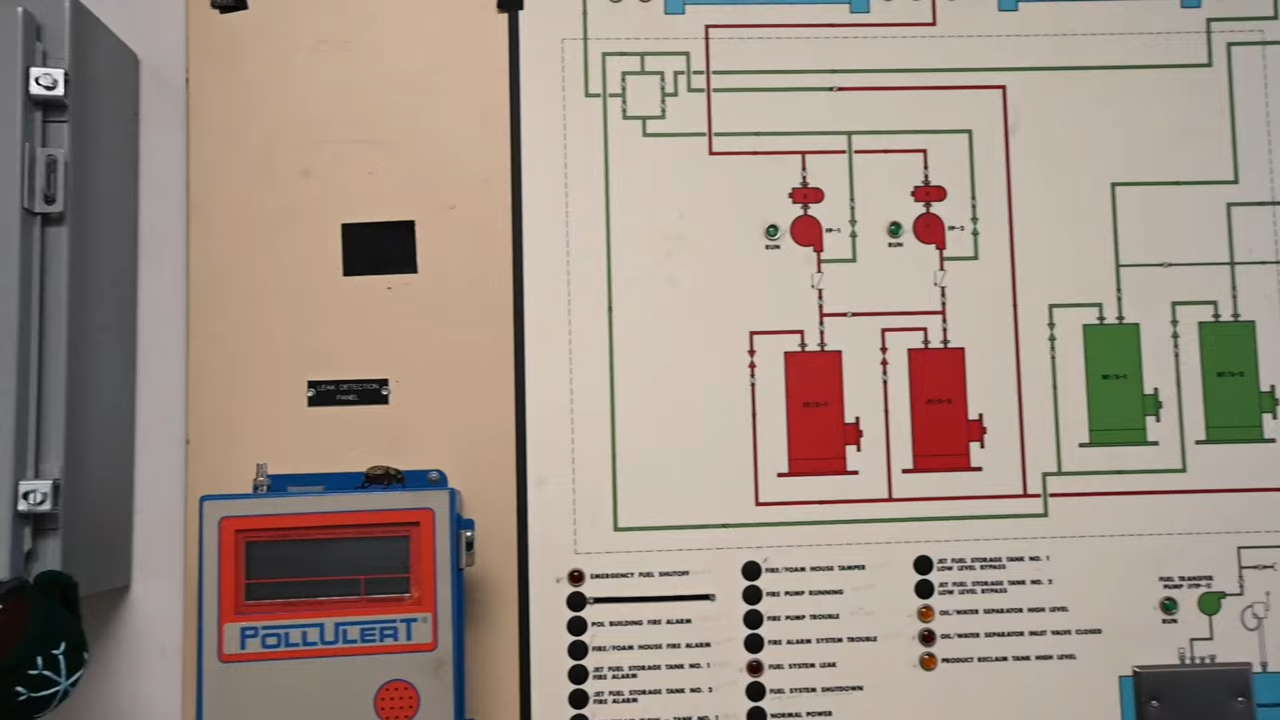 RUN
FP-1
RUN
FP-2
LEAK DETECTION
PANEL
POLLULERT
EMERGENCY FUEL SHUTOFF
POL BUILDING FIRE ALARM
FIRE/FOAM HOUSE FIRE ALARM
JET FUEL STORAGE TANK NO. 1
FIRE ALARM
JET FUEL STORAGE TANK NO. 2
FIRE ALARM
FIRE/FOAM HOUSE TAMPER
FIRE PUMP RUNNING
FIRE PUMP TROUBLE
FIRE ALARM SYSTEM TROUBLE
FUEL SYSTEM LEAK
FUEL SYSTEM SHUTDOWN
NORMAL POWER
JET FUEL STORAGE TANK NO. 1
LOW LEVEL BYPASS
JET FUEL STORAGE TANK NO. 2
LOW LEVEL BYPASS
OIL/WATER SEPARATOR HIGH LEVEL
OIL/WATER SEPARATOR INLET VALVE CLOSED
PRODUCT RECLAIM TANK HIGH LEVEL
FUEL TRANSFER
PUMP (FTP-1)
RUN